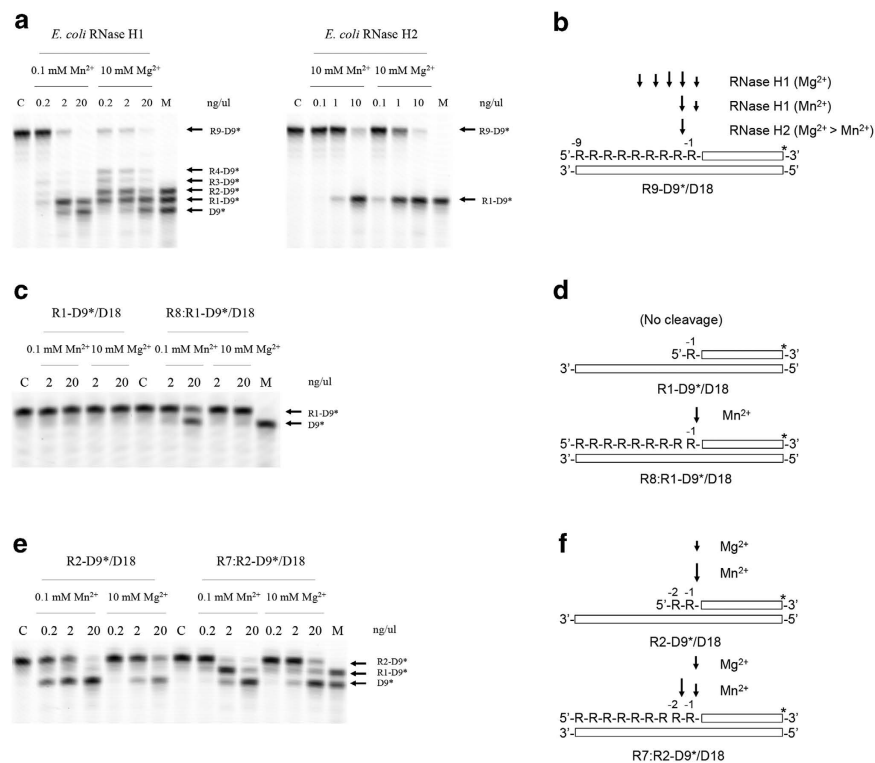 a
E. coli RNase H1
0.1 mM Mn2+ 10 mM Mg2+
C 0.2 2 20 0.2 2 20 M ng/ul
R9-D9*
R4-D9*
R3-D9*
R2-D9*
R1-D9*
D9*
E. coli RNase H2
10 mM Mn2+ 10 mM Mg2+
C 0.1 1 10 0.1 1 10 M
R9-D9*
R1-D9*
b
RNase H1 (Mg2+)
RNase H1 (Mn2+)
RNase H2 (Mg2+ > Mn2+)
-9 -1 *
5’-R-R-R-R-R-R-R-R-R- -3’
3’- -5’
R9-D9*/D18
c
R1-D9*/D18 R8:R1-D9*/D18
0.1 mM Mn2+ 10 mM Mg2+ 0.1 mM Mn2+ 10 mM Mg2+
C 2 20 2 20 C 2 20 2 20 M ng/ul
R1-D9*
D9*
d
(No cleavage)
-1 *
5’-R- -3’
3’- -5’
R1-D9*/D18
Mn2+
-1 *
5’-R-R-R-R-R-R-R-R R- -3’
3’- -5’
R8:R1-D9*/D18
e
R2-D9*/D18 R7:R2-D9*/D18
0.1 mM Mn2+ 10 mM Mg2+ 0.1 mM Mn2+ 10 mM Mg2+
C 0.2 2 20 0.2 2 20 C 0.2 2 20 0.2 2 20 M ng/ul
R2-D9*
R1-D9*
D9*
f
Mg2+
Mn2+
-2 -1 *
5’-R-R- -3’
3’- -5’
R2-D9*/D18
Mg2+
Mn2+
-2 -1 *
5’-R-R-R-R-R-R-R R-R- -3’
3’- -5’
R7:R2-D9*/D18